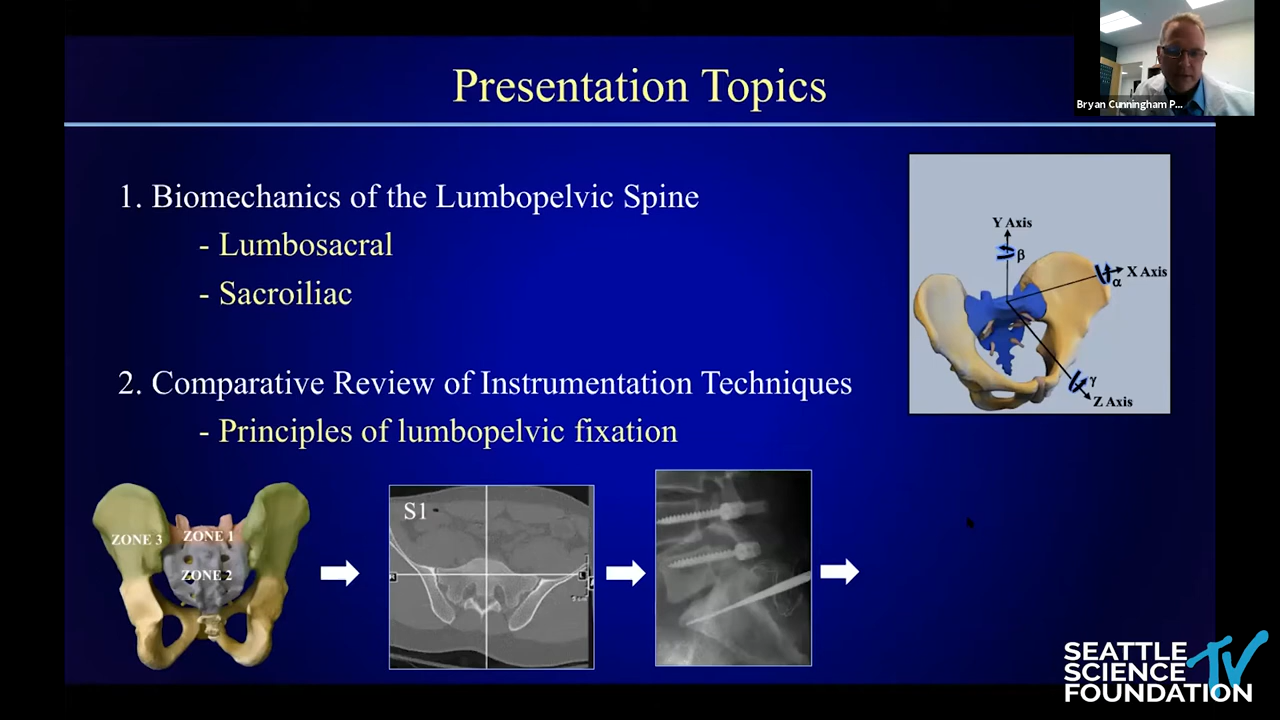 Presentation Topics
Bryan Cunningham P...
1. Biomechanics of the Lumbopelvic Spine
- Lumbosacral
- Sacroiliac
Y Axis
β
X Axis
α
γ
Z Axis
2. Comparative Review of Instrumentation Techniques
- Principles of lumbopelvic fixation
ZONE 3
ZONE 1
ZONE 2
S1
SEATTLE
SCIENCE TV
FOUNDATION